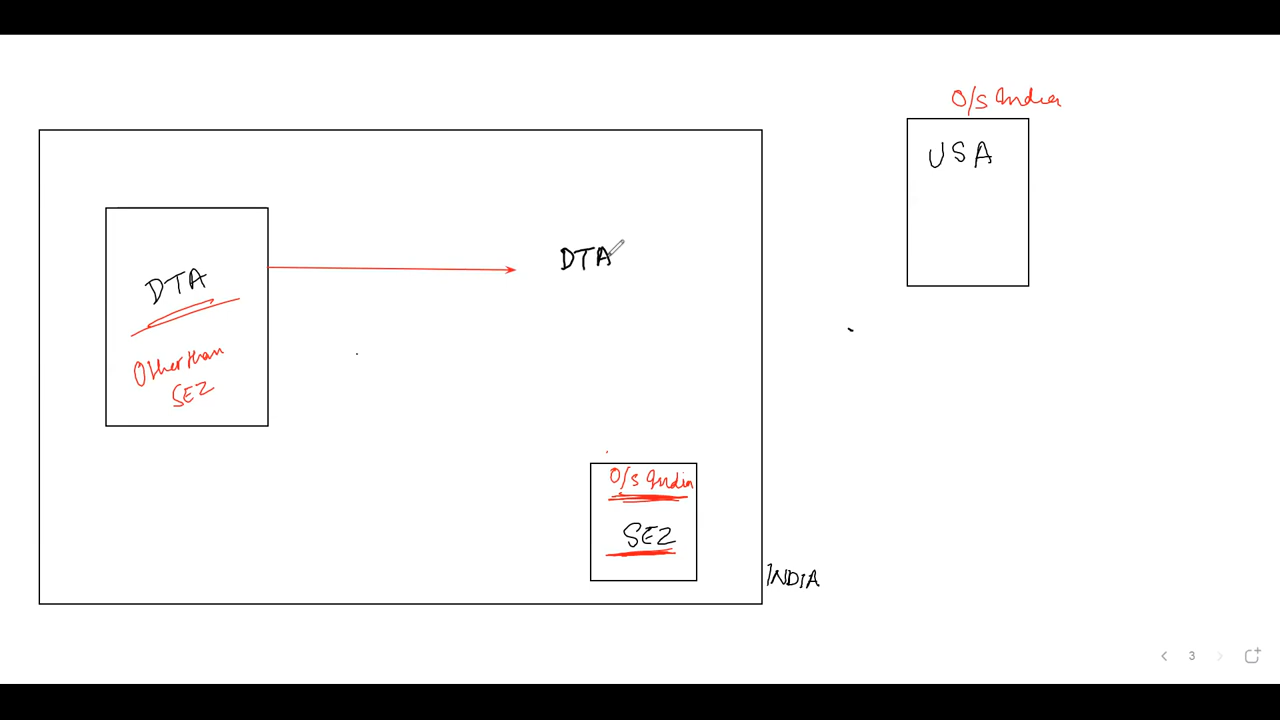 O/s India
USA
DTA
DTA
Other than
SEZ
O/s India
SEZ
INDIA
3